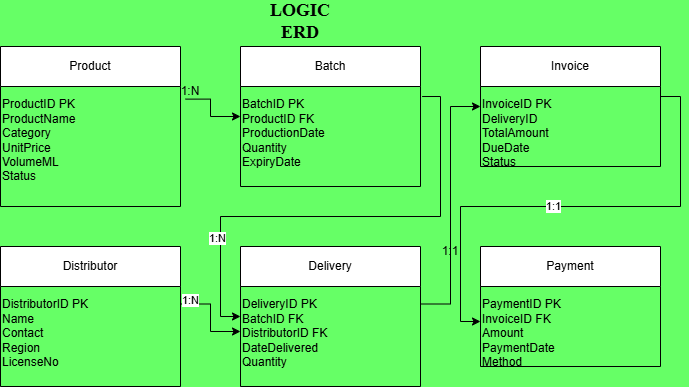 LOGIC
ERD
Product
ProductID PK
ProductName
Category
UnitPrice
VolumeML
Status
1:N
Batch
BatchID PK
ProductID FK
ProductionDate
Quantity
ExpiryDate
Invoice
InvoiceID PK
DeliveryID
TotalAmount
DueDate
Status
1:1
1:N
1:1
Distributor
DistributorID PK
Name
Contact
Region
LicenseNo
1:N
Delivery
DeliveryID PK
BatchID FK
DistributorID FK
DateDelivered
Quantity
Payment
PaymentID PK
InvoiceID FK
Amount
PaymentDate
Method